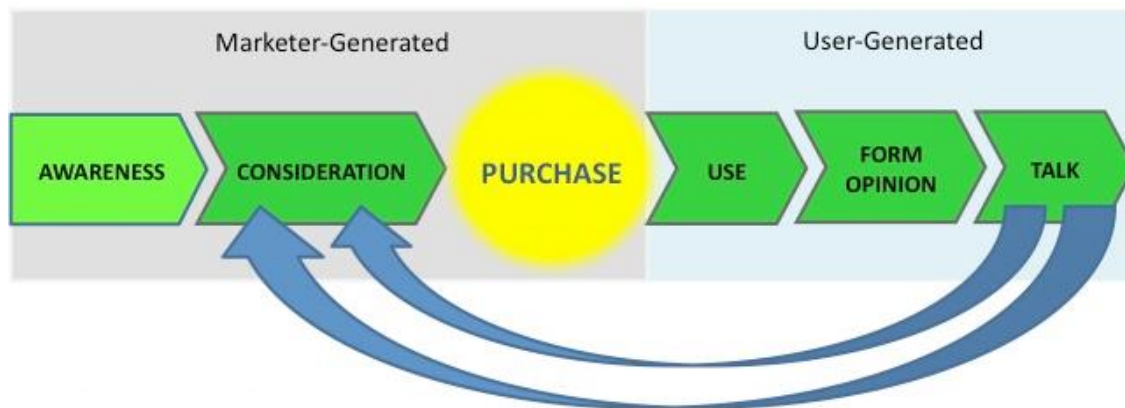 Marketer-Generated
User-Generated
AWARENESS
CONSIDERATION
PURCHASE
USE
FORM
OPINION
TALK